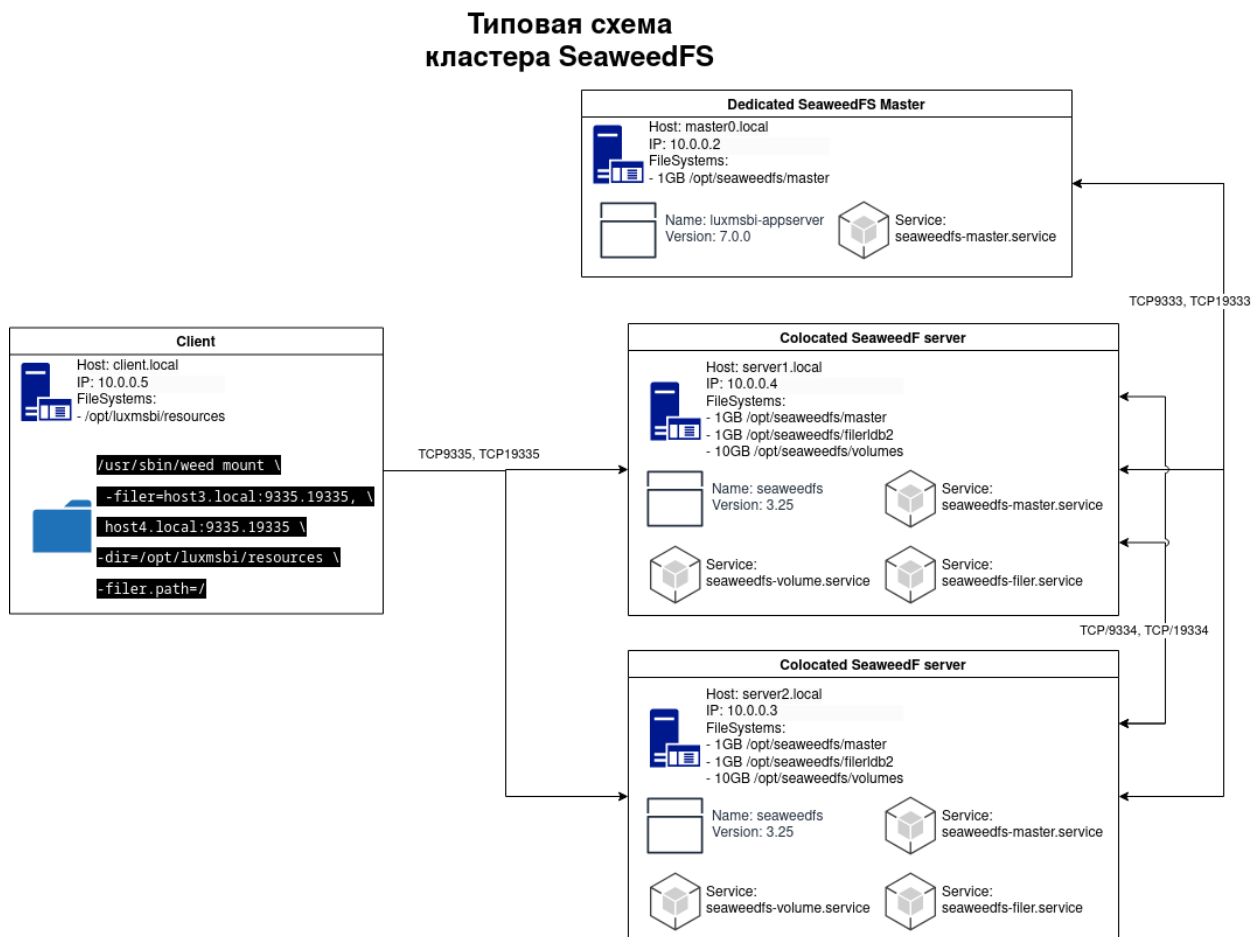 Типовая схема
кластера SeaweedFS
Dedicated SeaweedFS Master
Host: master0.local
IP: 10.0.0.2
FileSystems:
- 1GB /opt/seaweedfs/master
Name: luxmsbi-appserver
Version: 7.0.0
Service:
seaweedfs-master.service
TCP9333, TCP19333
Client
Host: client.local
IP: 10.0.0.5
FileSystems:
- /opt/luxmsbi/resources
/usr/sbin/weed mount \
-filer=host3.local:9335.19335, \
host4.local:9335.19335 \
-dir=/opt/luxmsbi/resources \
-filer.path=/
TCP9335, TCP19335
Colocated SeaweedF server
Host: server1.local
IP: 10.0.0.4
FileSystems:
- 1GB /opt/seaweedfs/master
- 1GB /opt/seaweedfs/filerldb2
- 10GB /opt/seaweedfs/volumes
Name: seaweedfs
Version: 3.25
Service:
seaweedfs-master.service
Service:
seaweedfs-volume.service
Service:
seaweedfs-filer.service
TCP/9334, TCP/19334
Colocated SeaweedF server
Host: server2.local
IP: 10.0.0.3
FileSystems:
- 1GB /opt/seaweedfs/master
- 1GB /opt/seaweedfs/filerldb2
- 10GB /opt/seaweedfs/volumes
Name: seaweedfs
Version: 3.25
Service:
seaweedfs-master.service
Service:
seaweedfs-volume.service
Service:
seaweedfs-filer.service